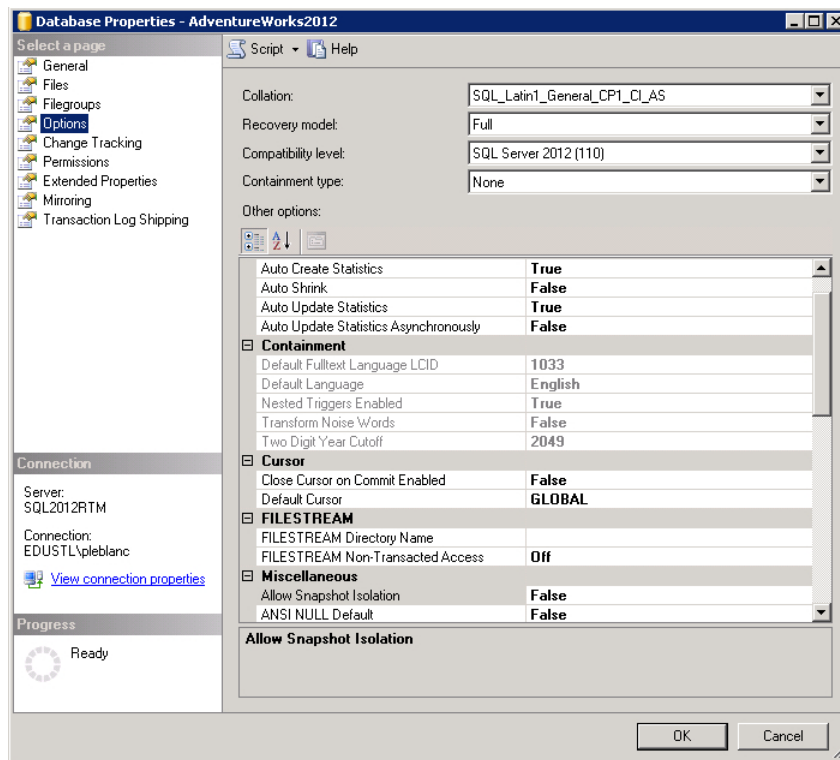 Database Properties - AdventureWorks2012
Select a page
General
Files
Filegroups
Options
Change Tracking
Permissions
Extended Properties
Mirroring
Transaction Log Shipping
Connection
Server:
SQL2012RTM
Connection:
EDUSTL\pleblanc
View connection properties
Progress
Ready
Script Help
Collation: SQL_Latin1_General_CP1_CI_AS
Recovery model: Full
Compatibility level: SQL Server 2012 (110)
Containment type: None
Other options:
Auto Create Statistics True
Auto Shrink False
Auto Update Statistics True
Auto Update Statistics Asynchronously False
Containment
Default Fulltext Language LCID 1033
Default Language English
Nested Triggers Enabled True
Transform Noise Words False
Two Digit Year Cutoff 2049
Cursor
Close Cursor on Commit Enabled False
Default Cursor GLOBAL
FILESTREAM
FILESTREAM Directory Name
FILESTREAM Non-Transacted Access Off
Miscellaneous
Allow Snapshot Isolation False
ANSI NULL Default False
Allow Snapshot Isolation
OK Cancel